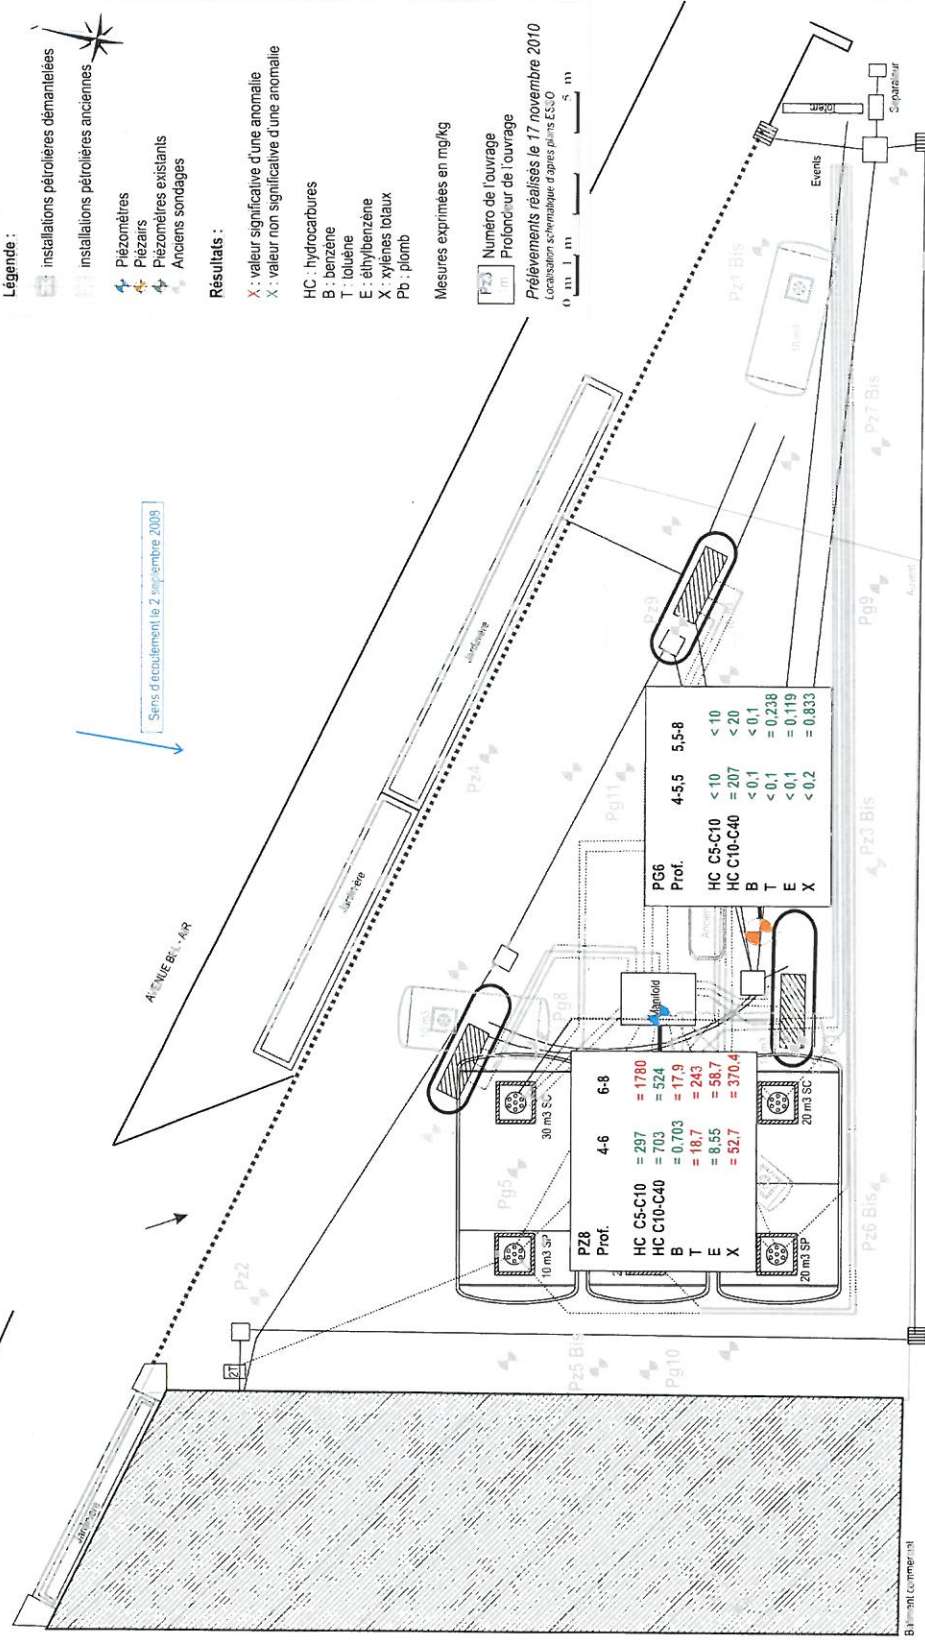 Légende :
installations pétrolières démantelées
installations pétrolières anciennes
Piézomètres
Piézairs
Piézomètres existants
Anciens sondages
Résultats :
X : valeur significative d'une anomalie
X : valeur non significative d'une anomalie
HC : hydrocarbures
B : benzène
T : toluène
E : éthylbenzène
X : xylènes totaux
Pb : plomb
Mesures exprimées en mg/kg
Pz3 Numéro de l'ouvrage
m Profondeur de l'ouvrage
Prélèvements réalisés le 17 novembre 2010
Localisation schématique d'après plans ESSO
0 m 1 m 5 m
Sens d'écoulement le 2 septembre 2008
AVENUE BEL - AIR
Jardinière
Jardinière
Jardinière
Pz2
2T
Pz4
Pz9
Pz1 Bis
10 m3
Events
Totem
Séparateur
Pz7 Bis
Pg9
Auvent
Pg11
Pz3 Bis
Pg8
Manifold
Pg5
30 m3 SC
10 m3 SP
20 m3 SC
20 m3 SP
Pz6 Bis
Pz5 Bis
Pg10
PG6
Prof. 4-5,5 5,5-8
HC C5-C10 < 10 < 10
HC C10-C40 = 207 < 20
B < 0,1 < 0,1
T < 0,1 = 0,238
E < 0,1 = 0,119
X < 0,2 = 0,833
PZ8
Prof. 4-6 6-8
HC C5-C10 = 297 = 1780
HC C10-C40 = 703 = 524
B = 0,703 = 17,9
T = 18,7 = 243
E = 8,55 = 58,7
X = 52,7 = 370,4
Bâtiment commercial